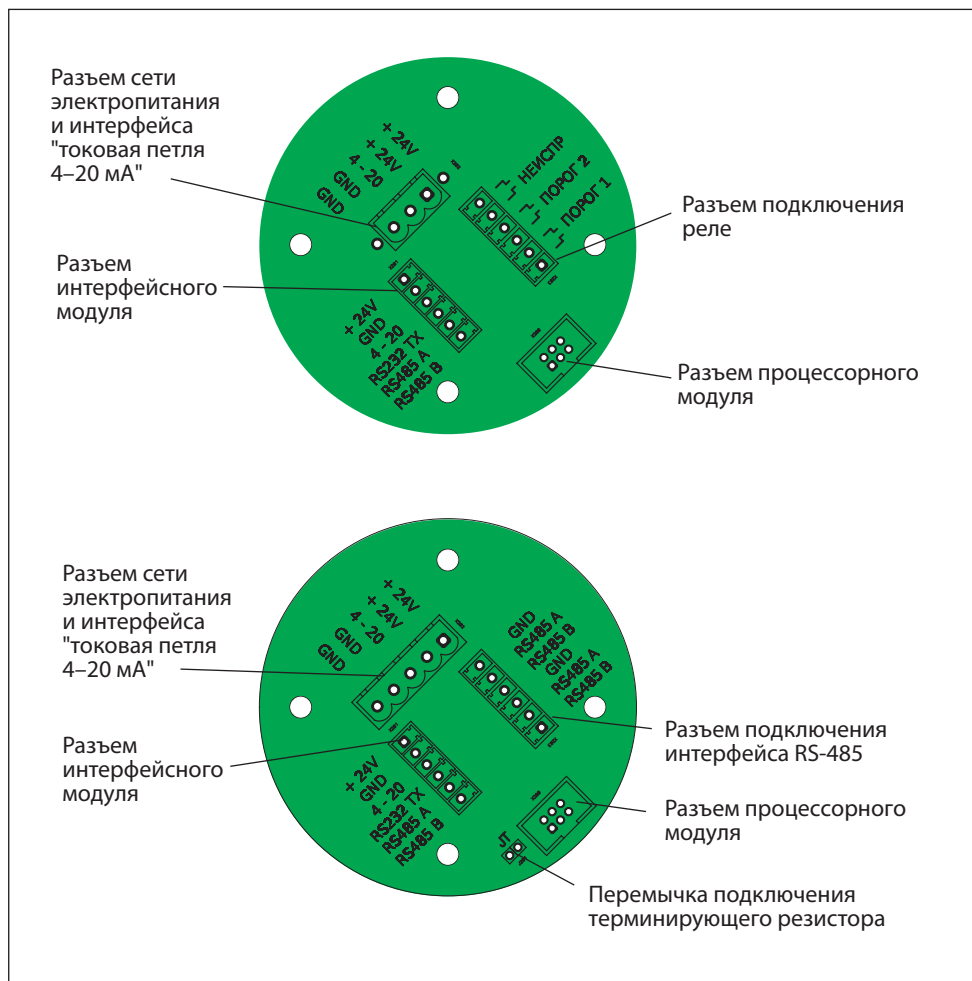 Разъем сети
электропитания
и интерфейса
"токовая петля
4–20 мА"
+ 24V
+ 24V
4 - 20
GND
GND
НЕИСПР
ПОРОГ 2
ПОРОГ 1
Разъем подключения
реле
Разъем
интерфейсного
модуля
+ 24V
GND
4 - 20
RS232 TX
RS485 A
RS485 B
Разъем процессорного
модуля
Разъем сети
электропитания
и интерфейса
"токовая петля
4–20 мА"
+ 24V
+ 24V
4 - 20
GND
GND
GND
RS485 A
RS485 B
GND
RS485 A
RS485 B
Разъем подключения
интерфейса RS-485
Разъем
интерфейсного
модуля
+ 24V
GND
4 - 20
RS232 TX
RS485 A
RS485 B
Разъем процессорного
модуля
JT
Перемычка подключения
терминирующего резистора